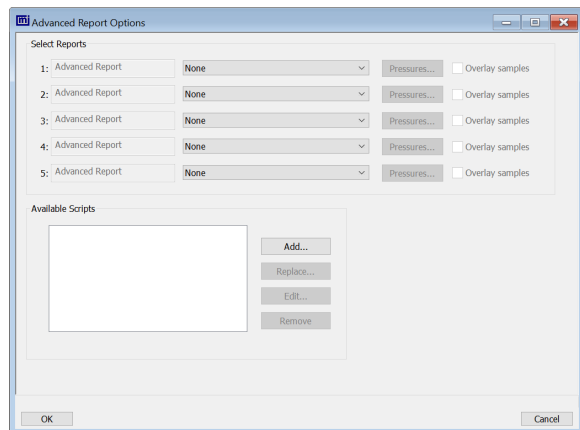 Advanced Report Options
Select Reports
1: Advanced Report None Pressures... Overlay samples
2: Advanced Report None Pressures... Overlay samples
3: Advanced Report None Pressures... Overlay samples
4: Advanced Report None Pressures... Overlay samples
5: Advanced Report None Pressures... Overlay samples
Available Scripts
Add...
Replace...
Edit...
Remove
OK Cancel